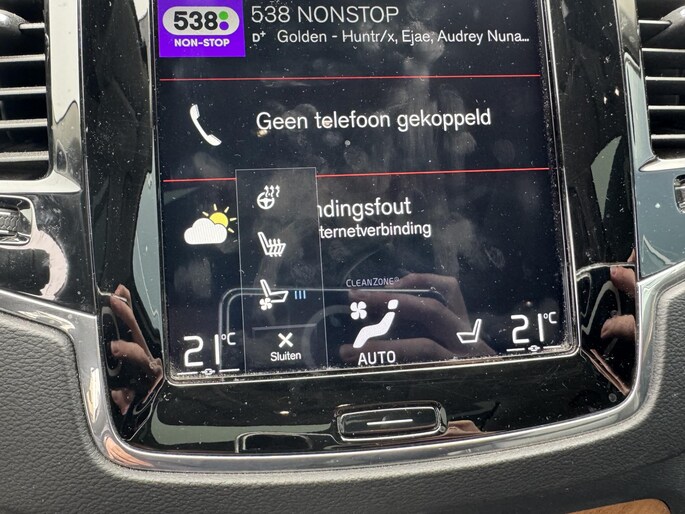 538
NON-STOP
538 NONSTOP
D+ Golden - Huntr/x, Ejae, Audrey Nuna...
Geen telefoon gekoppeld
ndingsfout
ternetverbinding
CLEANZONE®
21°C
Sluiten
AUTO
21°C